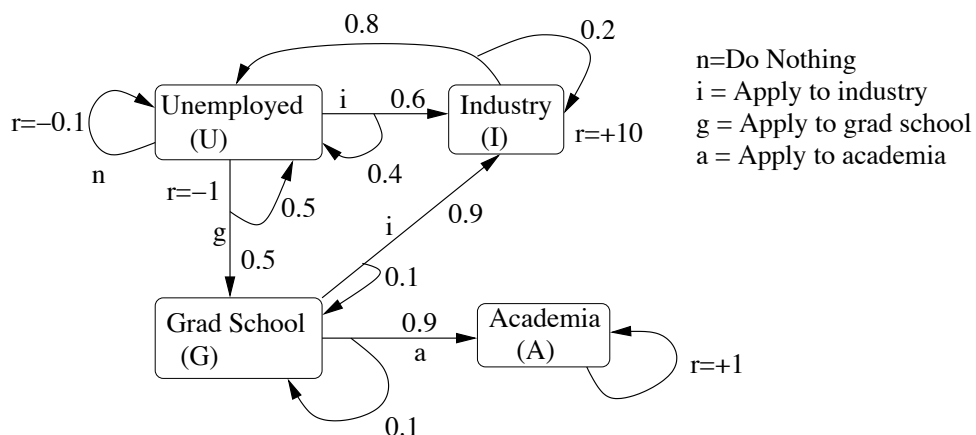 0.8
0.2
n=Do Nothing
i = Apply to industry
g = Apply to grad school
a = Apply to academia
Unemployed
(U)
i
0.6
Industry
(I)
r=−0.1
r=+10
n
0.4
r=−1
0.5
g
0.5
i
0.9
0.1
Grad School
(G)
0.9
a
Academia
(A)
r=+1
0.1